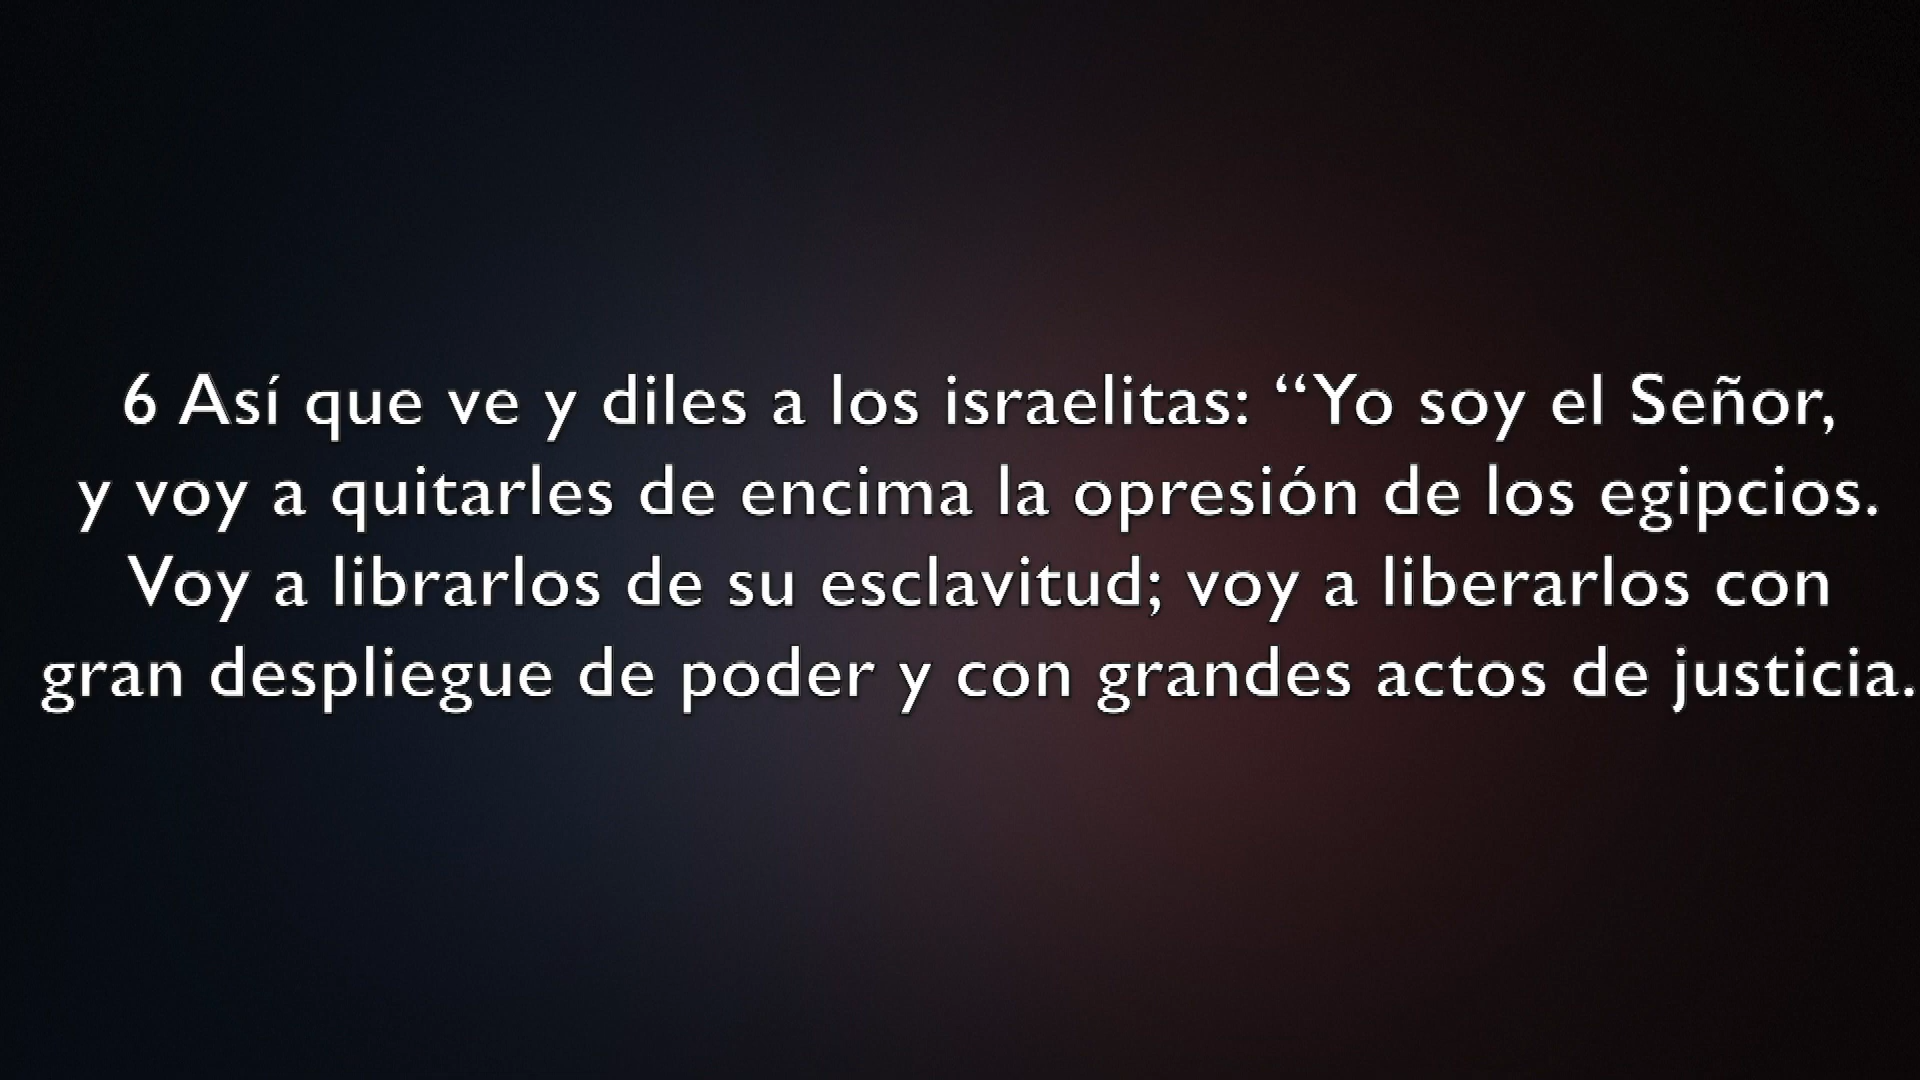 6 Así que ve y diles a los israelitas: “Yo soy el Señor,
y voy a quitarles de encima la opresión de los egipcios.
Voy a librarlos de su esclavitud; voy a liberarlos con
gran despliegue de poder y con grandes actos de justicia.